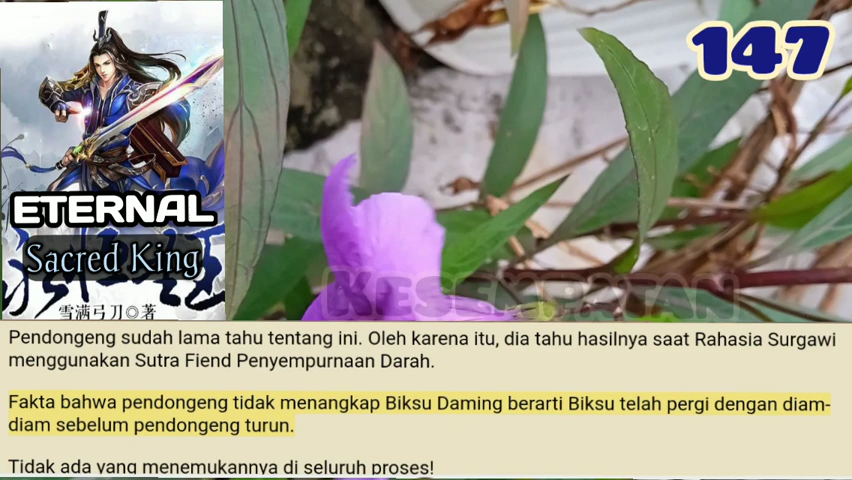 147
ETERNAL
Sacred King
雪满弓刀◎著
KESEMPATAN
Pendongeng sudah lama tahu tentang ini. Oleh karena itu, dia tahu hasilnya saat Rahasia Surgawi
menggunakan Sutra Fiend Penyempurnaan Darah.
Fakta bahwa pendongeng tidak menangkap Biksu Daming berarti Biksu telah pergi dengan diam-
diam sebelum pendongeng turun.
Tidak ada yang menemukannya di seluruh proses!